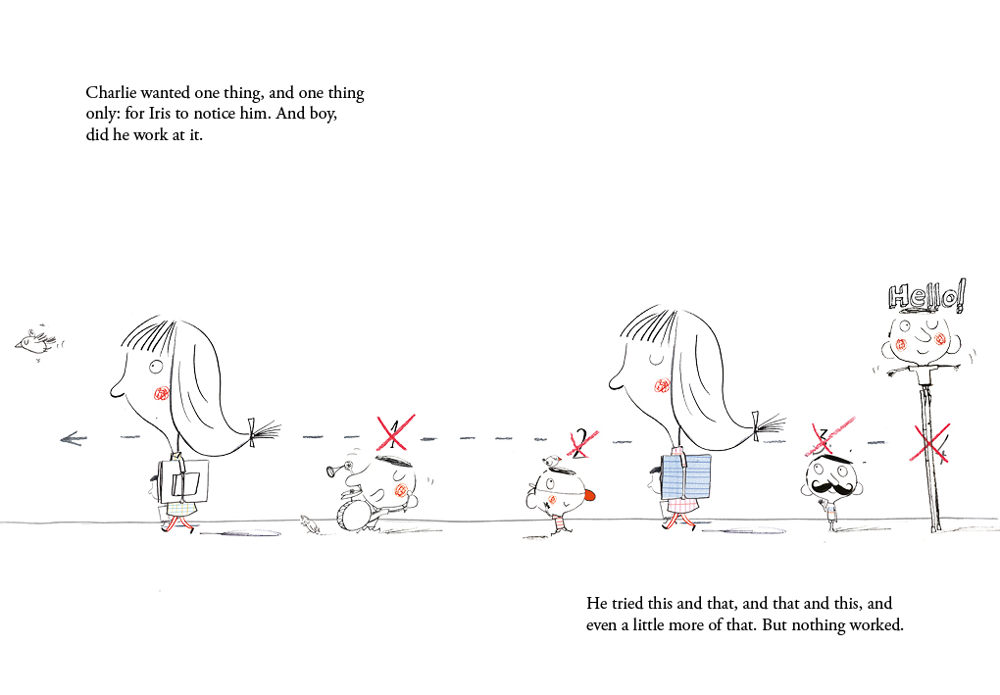 Charlie wanted one thing, and one thing
only: for Iris to notice him. And boy,
did he work at it.
Hello!
1
2
3
4
He tried this and that, and that and this, and
even a little more of that. But nothing worked.